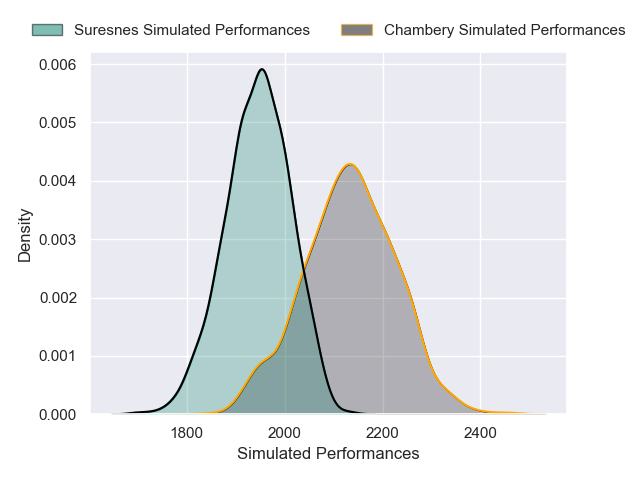 Suresnes Simulated Performances
Chambery Simulated Performances
0.006
0.005
0.004
0.003
0.002
0.001
0.000
Density
1800
2000
2200
2400
Simulated Performances